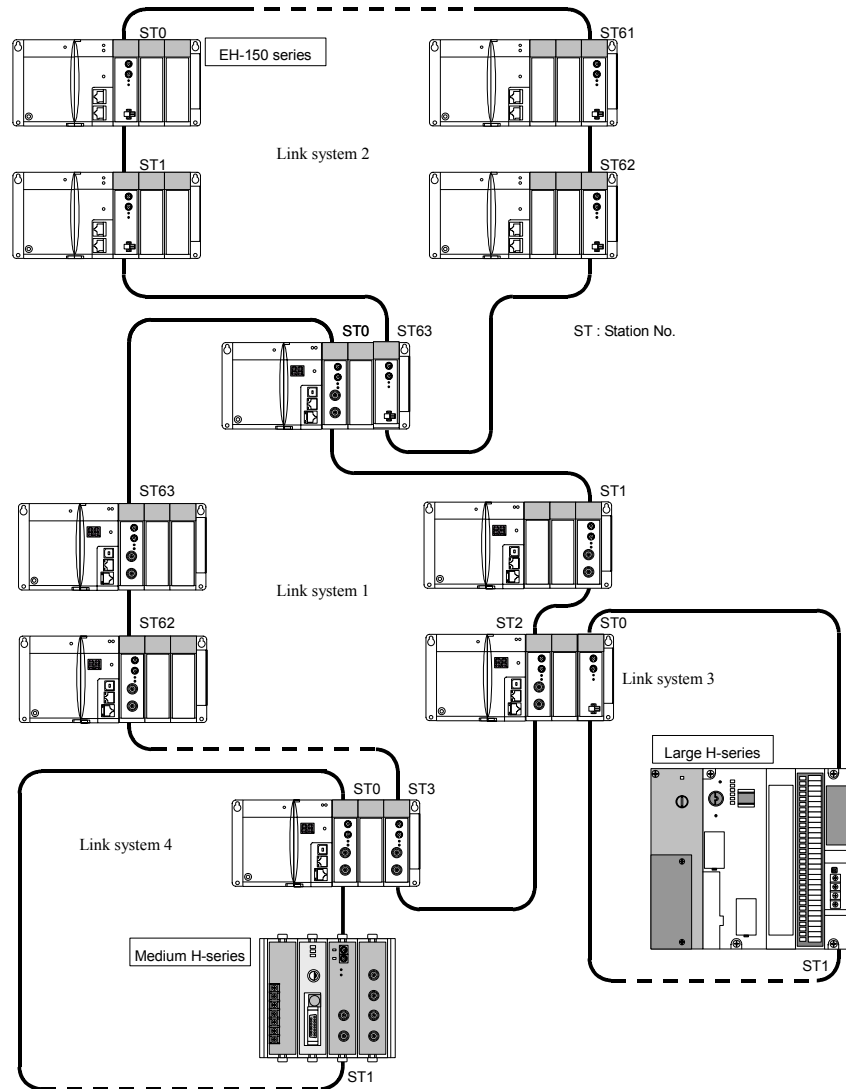 ST0
EH-150 series
ST61
Link system 2
ST1
ST62
ST0
ST63
ST : Station No.
ST63
ST1
Link system 1
ST62
ST2
ST0
Link system 3
Large H-series
ST0
ST3
Link system 4
Medium H-series
ST1
ST1